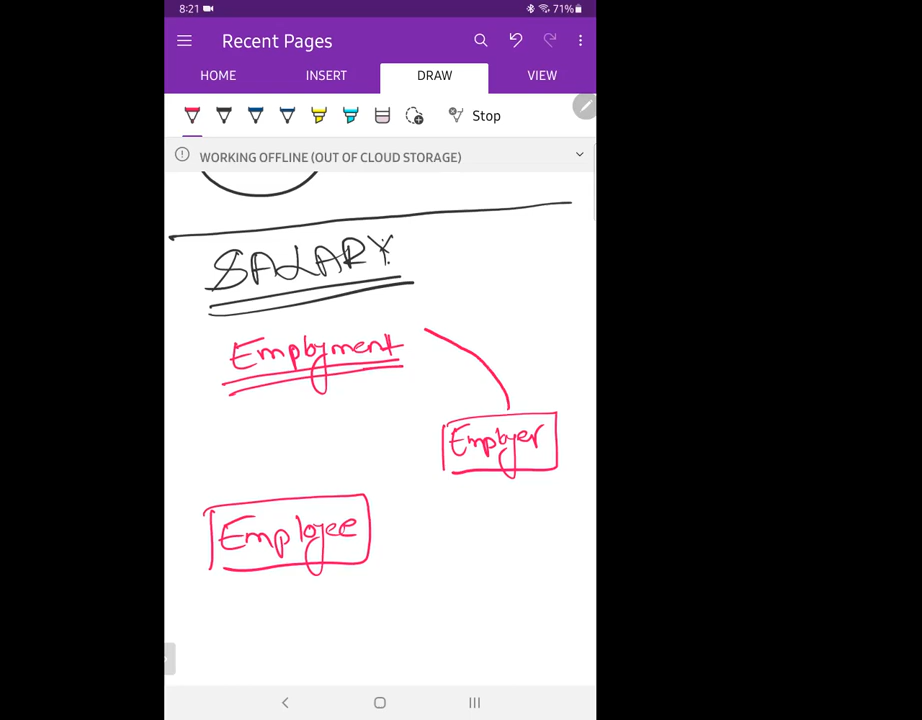 8:21 71%
Recent Pages
HOME INSERT DRAW VIEW
Stop
WORKING OFFLINE (OUT OF CLOUD STORAGE)
SALARY
Employment
Employer
Employee